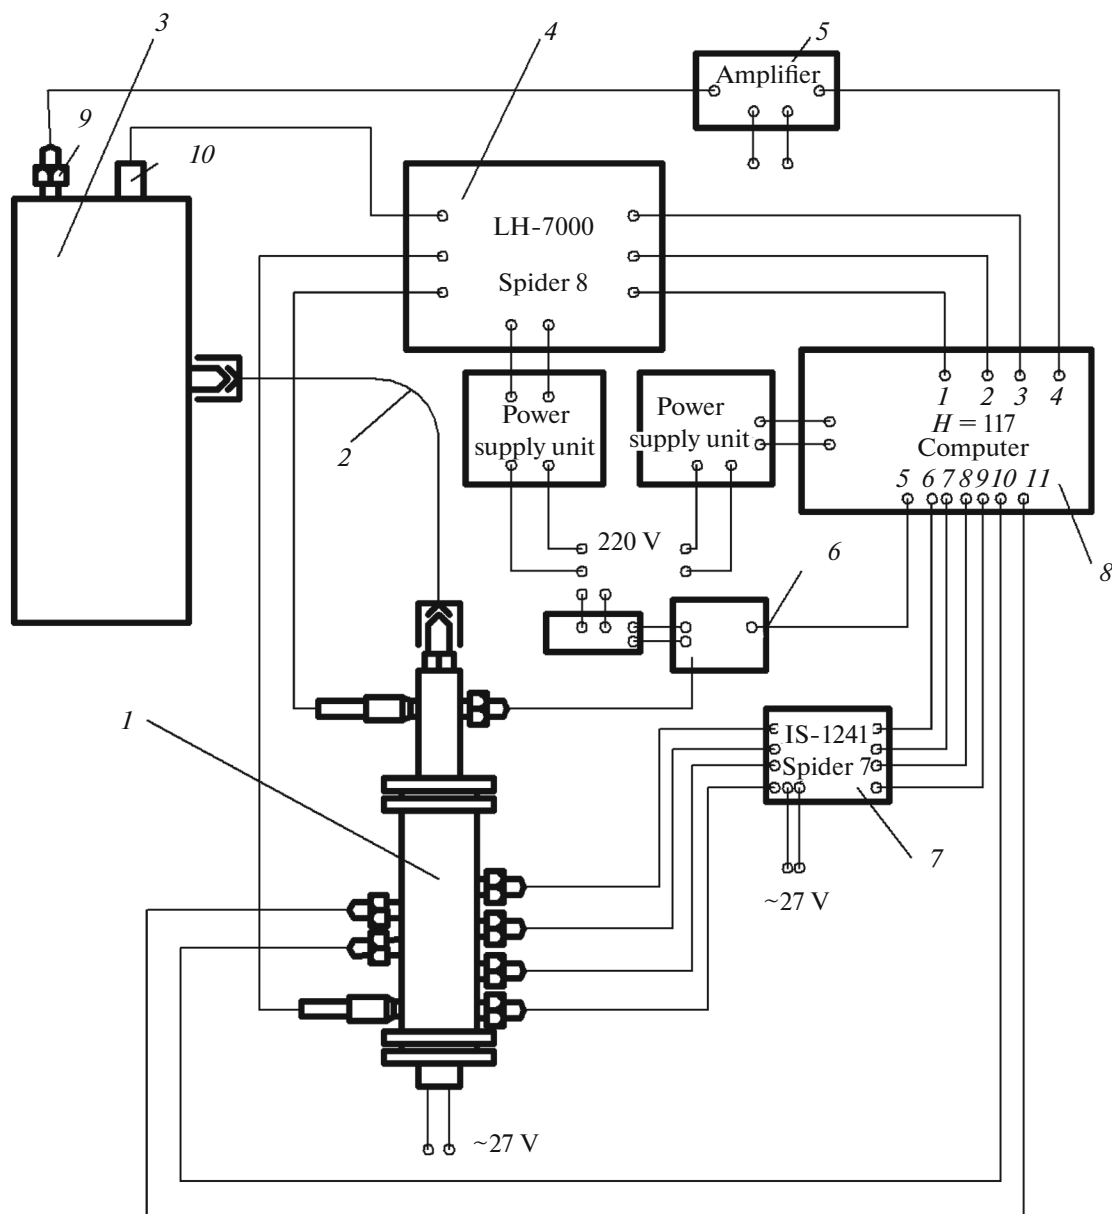 3
4
5
Amplifier
9
10
LH-7000
Spider 8
1 2 3 4
H = 117
Computer
5 6 7 8 9 10 11
Power
supply unit
Power
supply unit
2
220 V
6
8
1
IS-1241
Spider 7
7
~27 V
~27 V